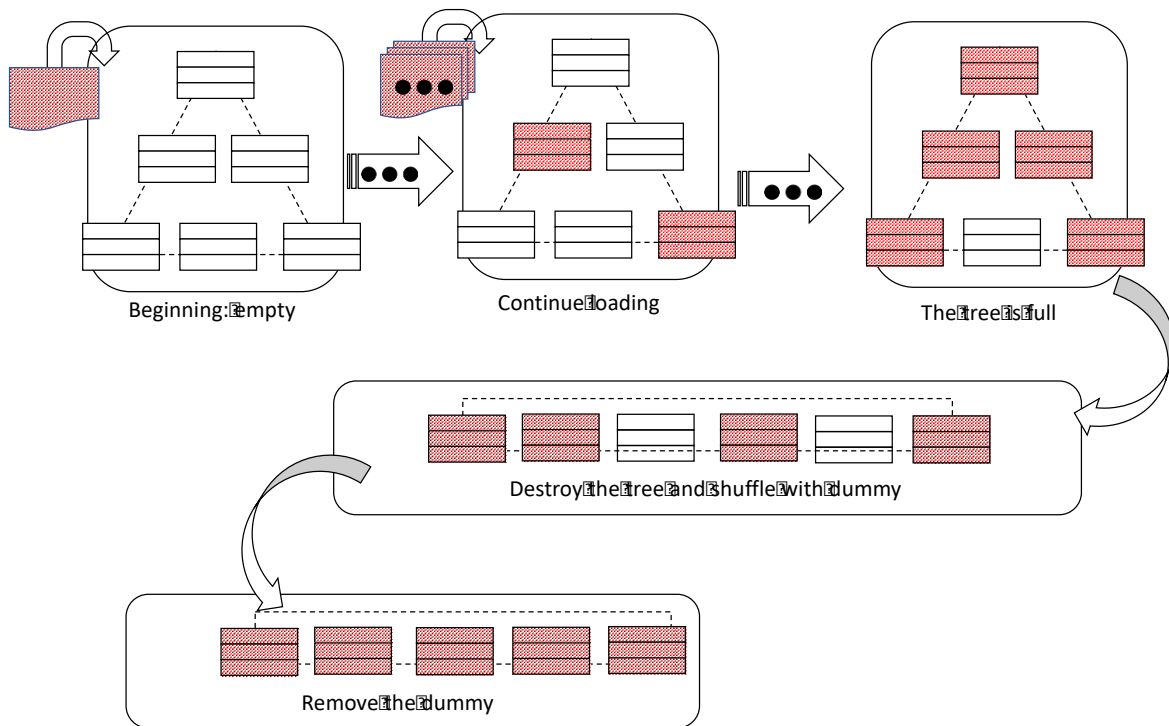 Beginning: empty
Continue loading
The tree is full
Destroy the tree and shuffle with dummy
Remove the dummy